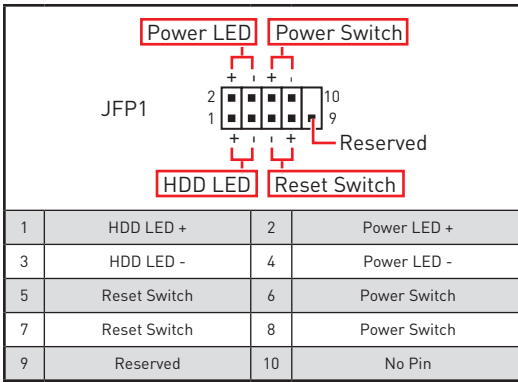 Power LED Power Switch
+ - + -
JFP1
2 10
1 9
+ - - +
Reserved
HDD LED Reset Switch
1 HDD LED + 2 Power LED +
3 HDD LED - 4 Power LED -
5 Reset Switch 6 Power Switch
7 Reset Switch 8 Power Switch
9 Reserved 10 No Pin